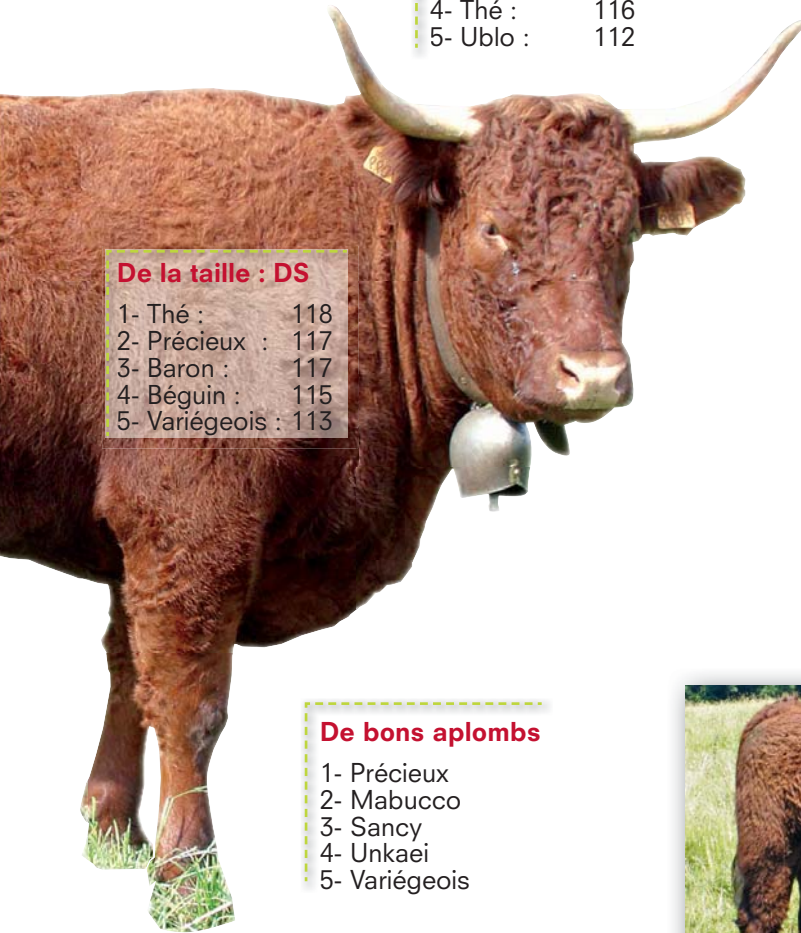 4- Thé : 116
5- Ublo : 112
De la taille : DS
1- Thé : 118
2- Précieux : 117
3- Baron : 117
4- Béguin : 115
5- Variégeois : 113
De bons aplombs
1- Précieux
2- Mabucco
3- Sancy
4- Unkaei
5- Variégeois